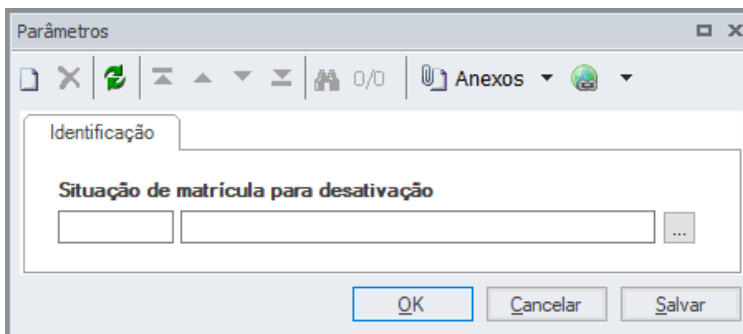 Parâmetros
0/0 Anexos
Identificação
Situação de matrícula para desativação
...
OK Cancelar Salvar